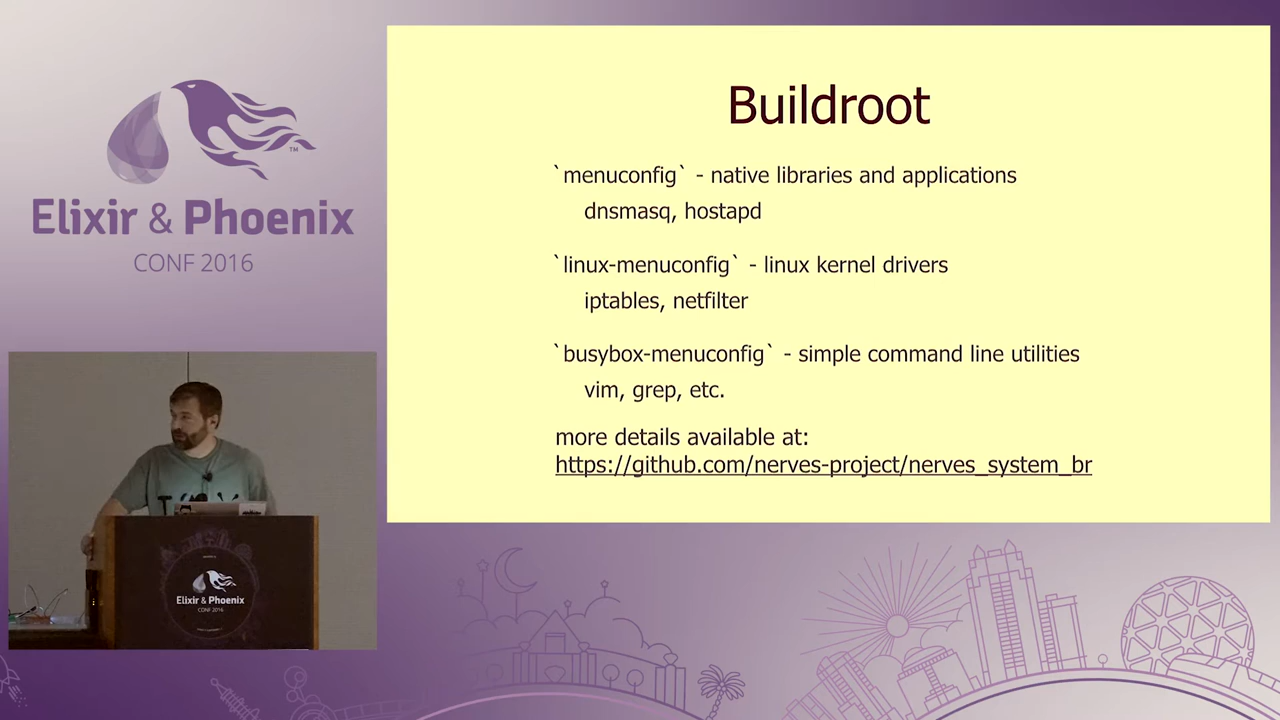 Elixir & Phoenix
CONF 2016
TM
Buildroot
`menuconfig` - native libraries and applications
dnsmasq, hostapd
`linux-menuconfig` - linux kernel drivers
iptables, netfilter
`busybox-menuconfig` - simple command line utilities
vim, grep, etc.
more details available at:
https://github.com/nerves-project/nerves_system_br
Elixir & Phoenix
CONF 2016